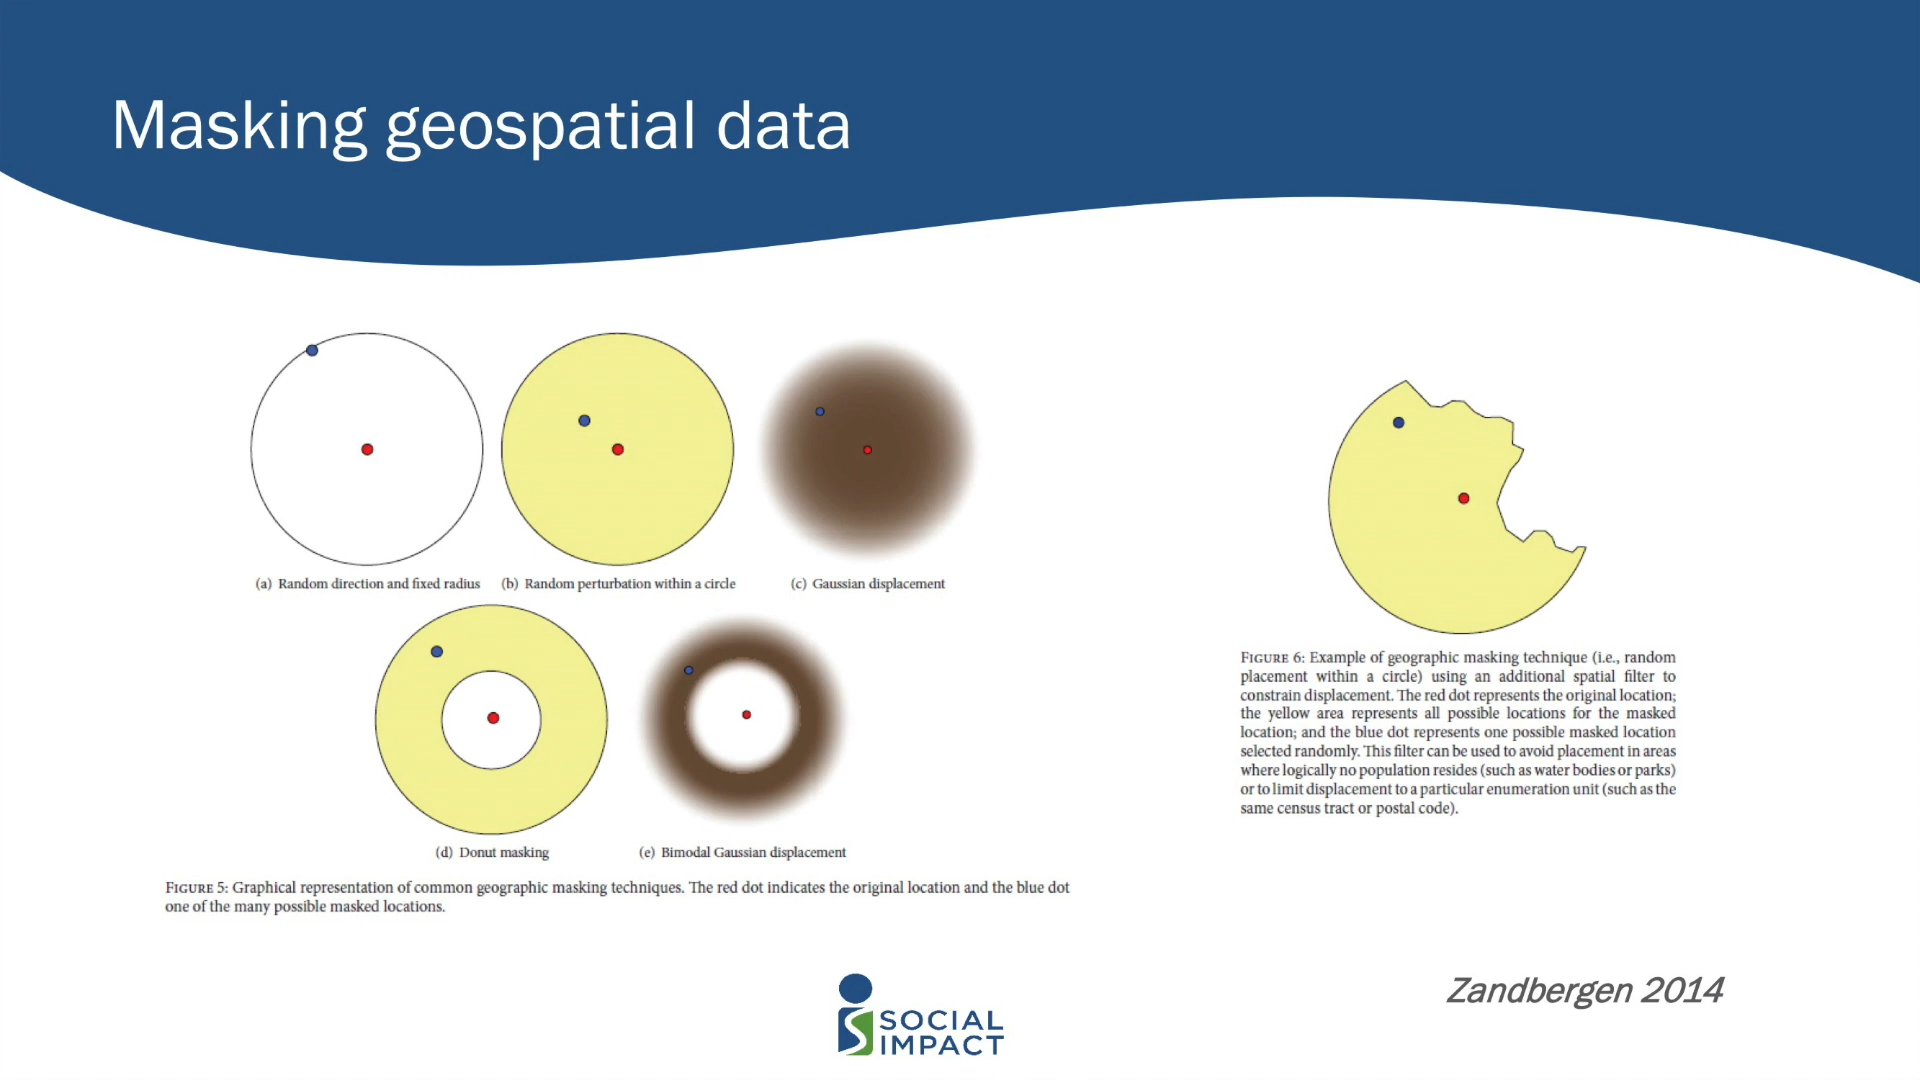 Masking geospatial data
(a) Random direction and fixed radius
(b) Random perturbation within a circle
(c) Gaussian displacement
(d) Donut masking
(e) Bimodal Gaussian displacement
FIGURE 5: Graphical representation of common geographic masking techniques. The red dot indicates the original location and the blue dot
one of the many possible masked locations.
FIGURE 6: Example of geographic masking technique (i.e., random
placement within a circle) using an additional spatial filter to
constrain displacement. The red dot represents the original location;
the yellow area represents all possible locations for the masked
location; and the blue dot represents one possible masked location
selected randomly. This filter can be used to avoid placement in areas
where logically no population resides (such as water bodies or parks)
or to limit displacement to a particular enumeration unit (such as the
same census tract or postal code).
Zandbergen 2014
SOCIAL
IMPACT